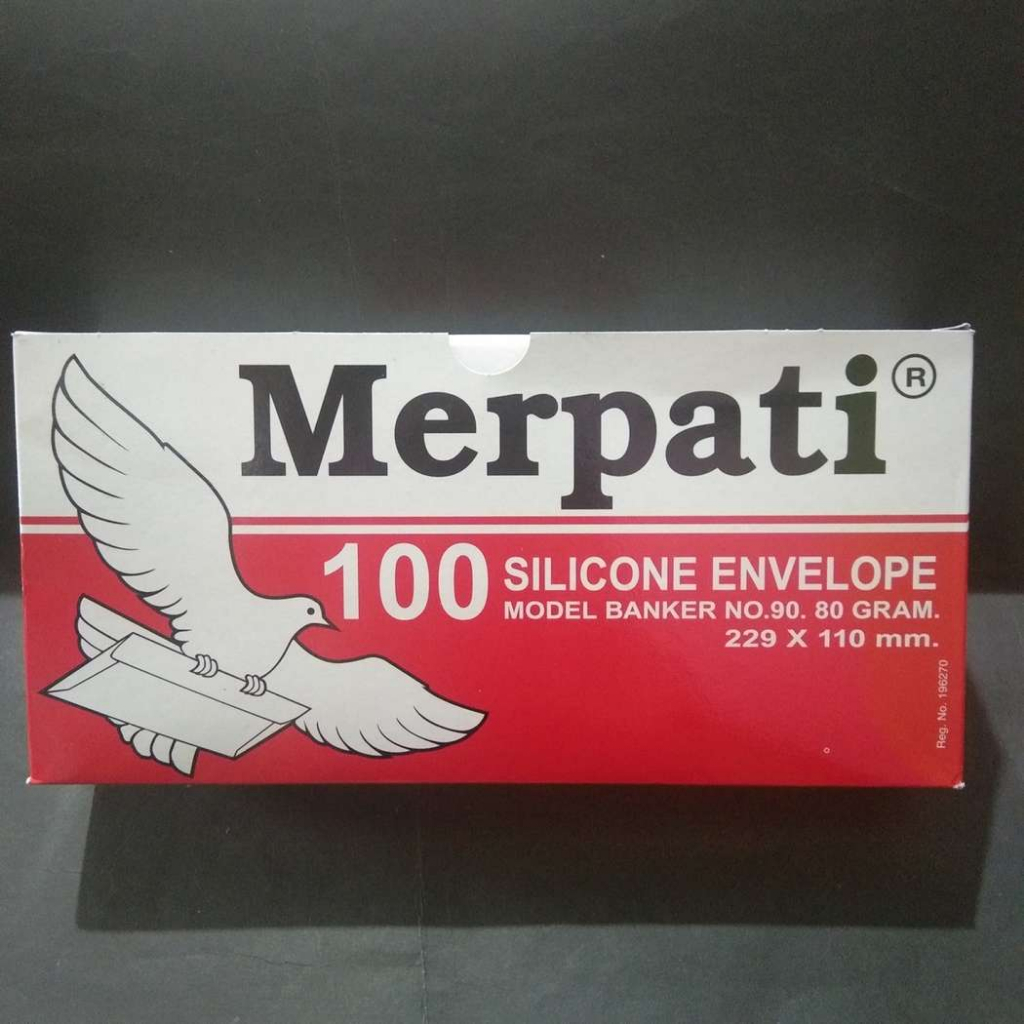 Merpati®
100 SILICONE ENVELOPE
MODEL BANKER NO.90. 80 GRAM.
229 X 110 mm.
Reg. No. 196270